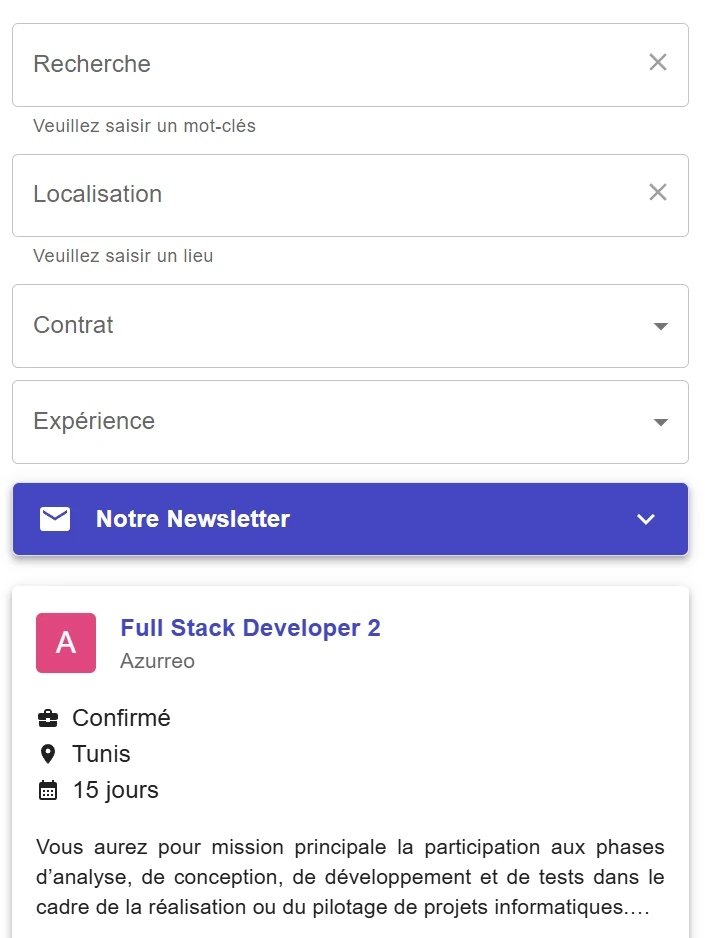 Recherche
Veuillez saisir un mot-clés
Localisation
Veuillez saisir un lieu
Contrat
Expérience
Notre Newsletter
A
Full Stack Developer 2
Azurreo
Confirmé
Tunis
15 jours
Vous aurez pour mission principale la participation aux phases
d’analyse, de conception, de développement et de tests dans le
cadre de la réalisation ou du pilotage de projets informatiques.…